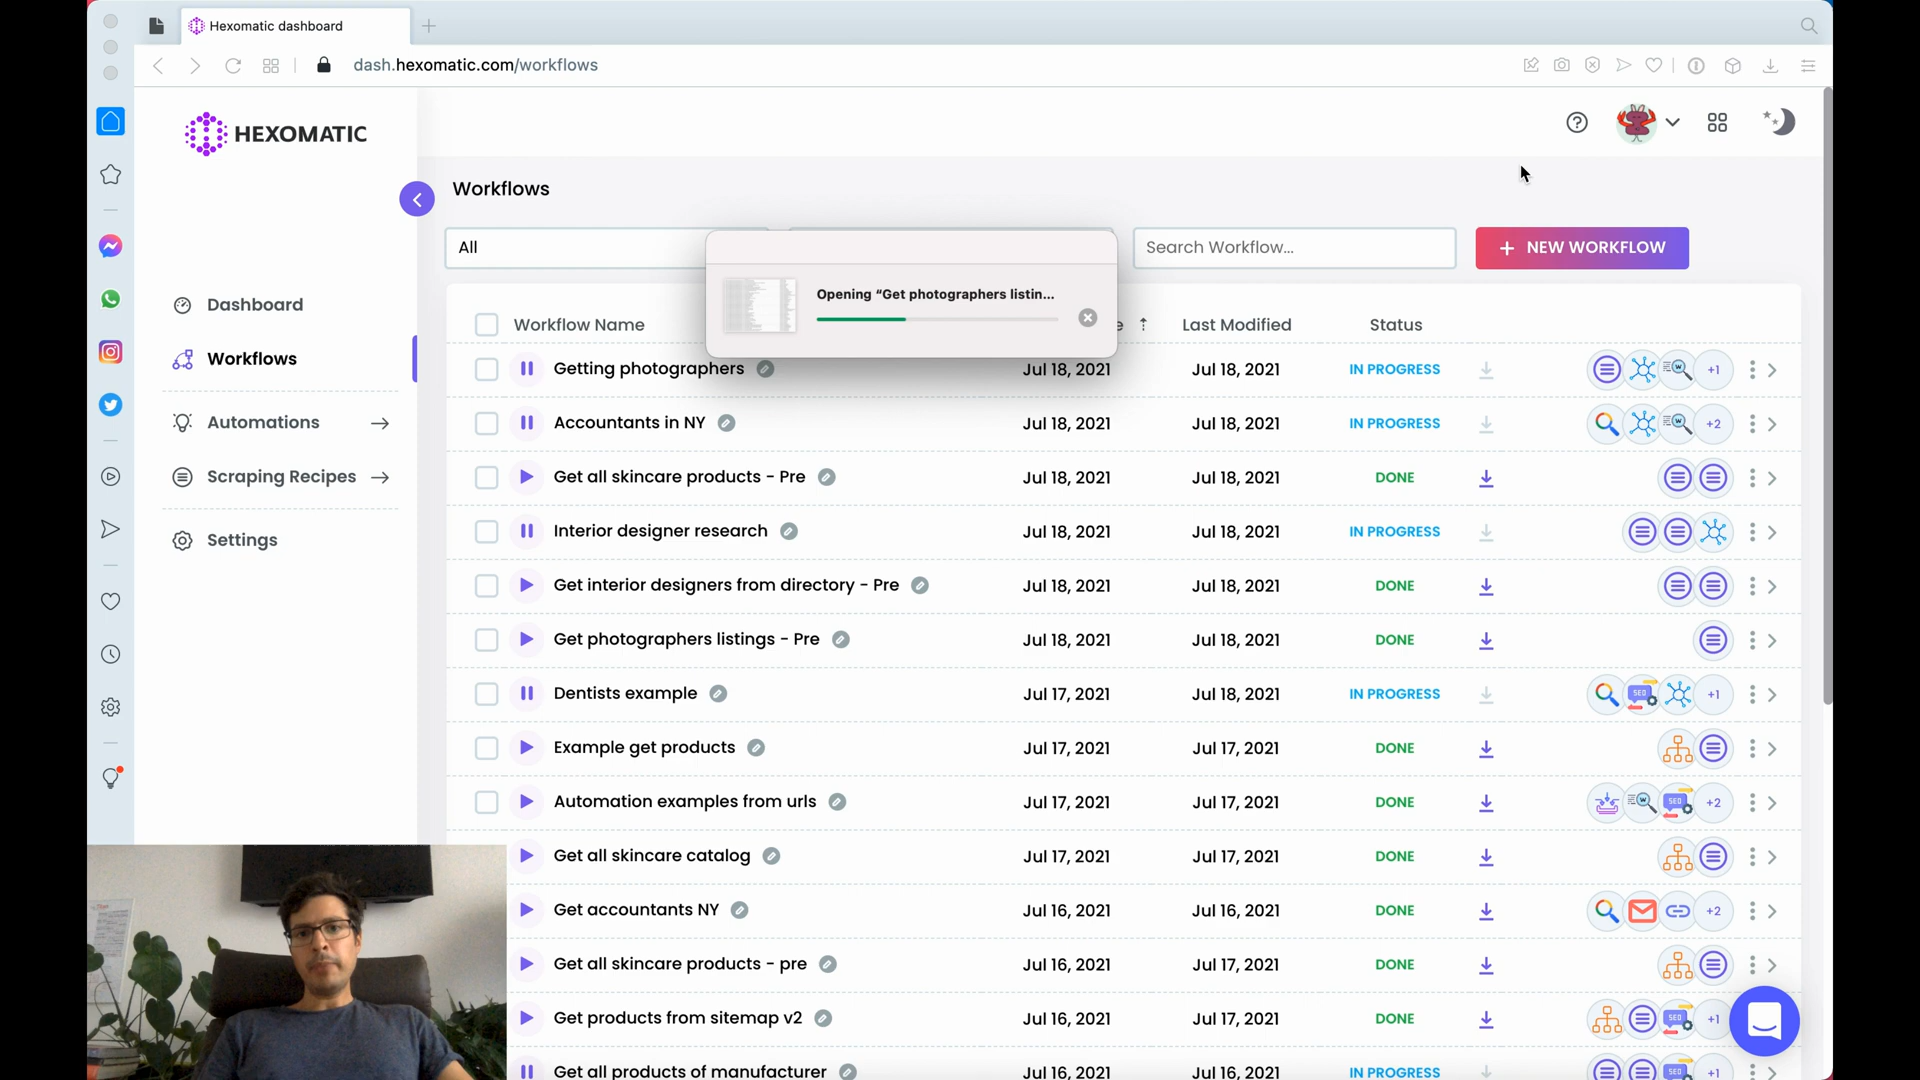 Hexomatic dashboard
dash.hexomatic.com/workflows
HEXOMATIC
Workflows
All
Search Workflow...
+ NEW WORKFLOW
Opening “Get photographers listin...
Dashboard
Workflows
Automations
Scraping Recipes
Settings
Workflow Name
Last Modified
Status
Getting photographers Jul 18, 2021 Jul 18, 2021 IN PROGRESS +1
Accountants in NY Jul 18, 2021 Jul 18, 2021 IN PROGRESS +2
Get all skincare products - Pre Jul 18, 2021 Jul 18, 2021 DONE
Interior designer research Jul 18, 2021 Jul 18, 2021 IN PROGRESS
Get interior designers from directory - Pre Jul 18, 2021 Jul 18, 2021 DONE
Get photographers listings - Pre Jul 18, 2021 Jul 18, 2021 DONE
Dentists example Jul 17, 2021 Jul 18, 2021 IN PROGRESS SEO +1
Example get products Jul 17, 2021 Jul 17, 2021 DONE
Automation examples from urls Jul 17, 2021 Jul 17, 2021 DONE W SEO +2
Get all skincare catalog Jul 17, 2021 Jul 17, 2021 DONE
Get accountants NY Jul 16, 2021 Jul 17, 2021 DONE +2
Get all skincare products - pre Jul 16, 2021 Jul 17, 2021 DONE
Get products from sitemap v2 Jul 16, 2021 Jul 17, 2021 DONE SEO +1
Get all products of manufacturer Jul 16, 2021 Jul 16, 2021 IN PROGRESS SEO +1